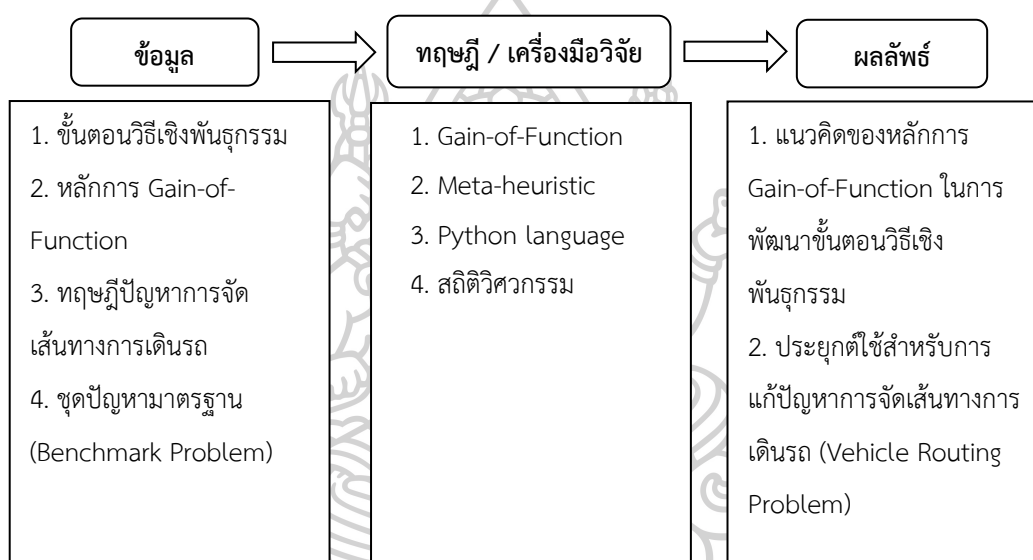 ข้อมูล
ทฤษฎี / เครื่องมือวิจัย
ผลลัพธ์
1. ขั้นตอนวิธีเชิงพันธุกรรม
2. หลักการ Gain-of-
Function
3. ทฤษฎีปัญหาการจัด
เส้นทางการเดินรถ
4. ชุดปัญหามาตรฐาน
(Benchmark Problem)
1. Gain-of-Function
2. Meta-heuristic
3. Python language
4. สถิติวิศวกรรม
1. แนวคิดของหลักการ
Gain-of-Function ในการ
พัฒนาขั้นตอนวิธีเชิง
พันธุกรรม
2. ประยุกต์ใช้สำหรับการ
แก้ปัญหาการจัดเส้นทางการ
เดินรถ (Vehicle Routing
Problem)